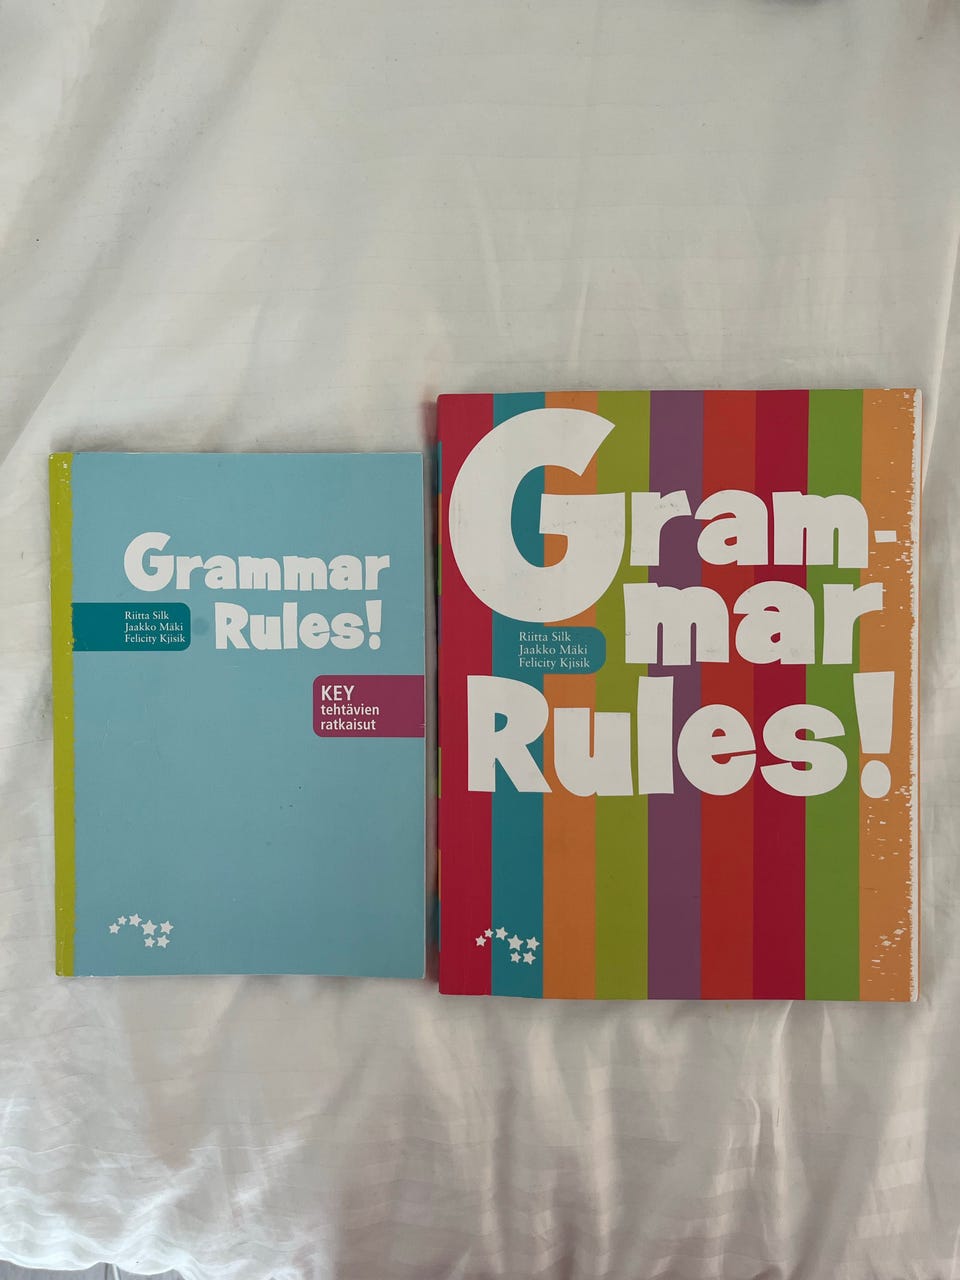 Grammar
Rules!
Riitta Silk
Jaakko Mäki
Felicity Kjisik
KEY
tehtävien
ratkaisut
Gram-
mar
Rules!
Riitta Silk
Jaakko Mäki
Felicity Kjisik